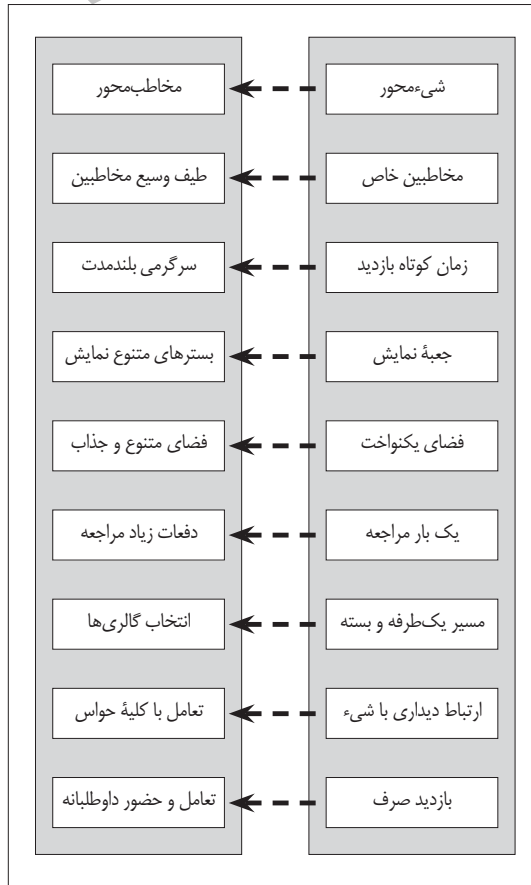 شیءمحور
مخاطب‌محور
مخاطبین خاص
طیف وسیع مخاطبین
زمان کوتاه بازدید
سرگرمی بلندمدت
جعبهٔ نمایش
بسترهای متنوع نمایش
فضای یکنواخت
فضای متنوع و جذاب
یک بار مراجعه
دفعات زیاد مراجعه
مسیر یک‌طرفه و بسته
انتخاب گالری‌ها
ارتباط دیداری با شیء
تعامل با کلیهٔ حواس
بازدید صرف
تعامل و حضور داوطلبانه